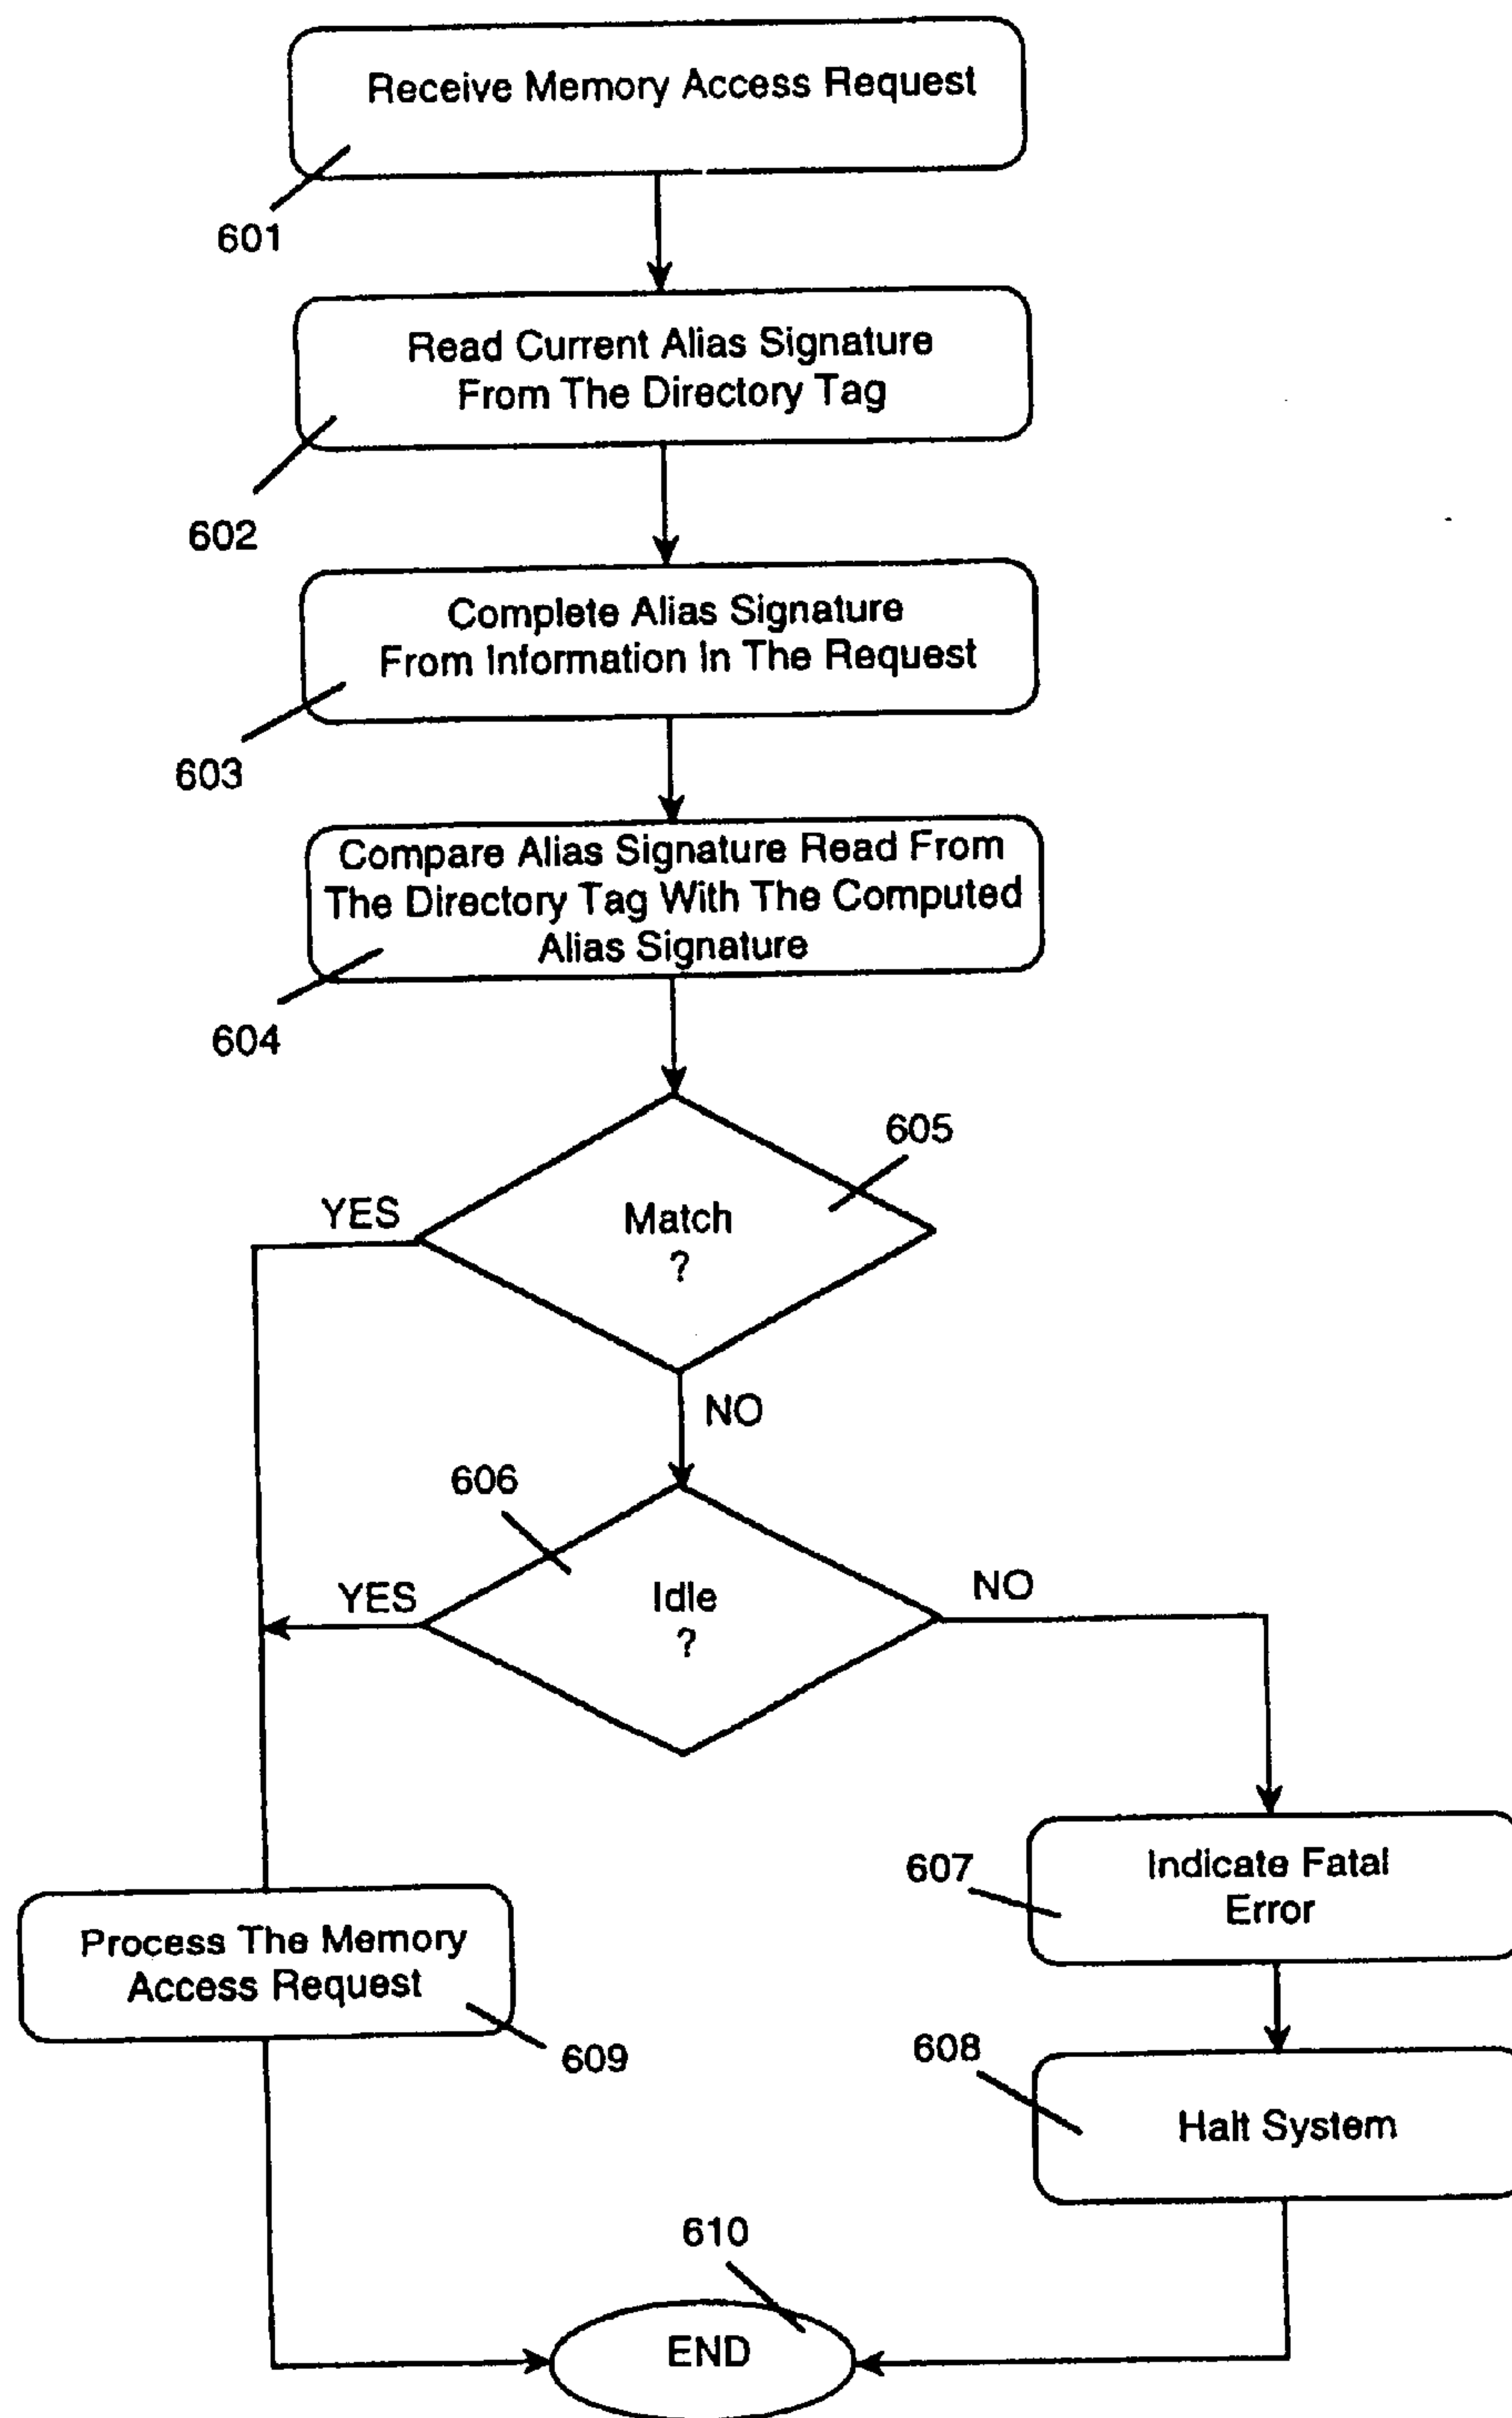 Receive Memory Access Request
601
Read Current Alias Signature
From The Directory Tag
602
Complete Alias Signature
From Information In The Request
603
Compare Alias Signature Read From
The Directory Tag With The Computed
Alias Signature
604
605
YES
Match
?
NO
606
YES
Idle
?
NO
607
Indicate Fatal
Error
Process The Memory
Access Request
609
608
Halt System
610
END